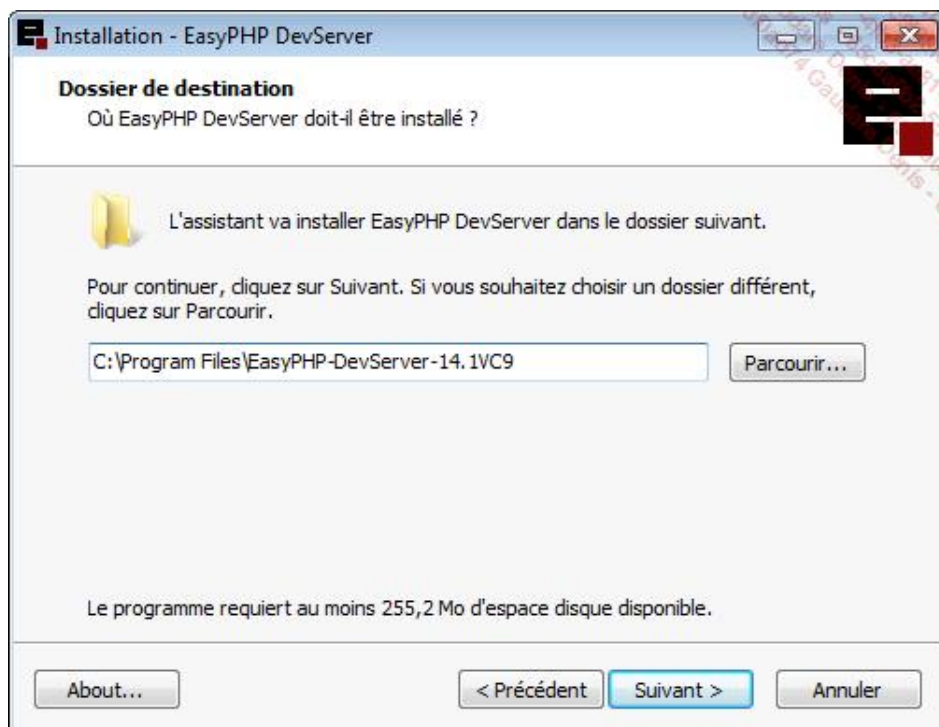 Installation - EasyPHP DevServer
Dossier de destination
Où EasyPHP DevServer doit-il être installé ?
L'assistant va installer EasyPHP DevServer dans le dossier suivant.
Pour continuer, cliquez sur Suivant. Si vous souhaitez choisir un dossier différent,
cliquez sur Parcourir.
C:\Program Files\EasyPHP-DevServer-14.1VC9
Parcourir...
Le programme requiert au moins 255,2 Mo d'espace disque disponible.
About...
< Précédent
Suivant >
Annuler